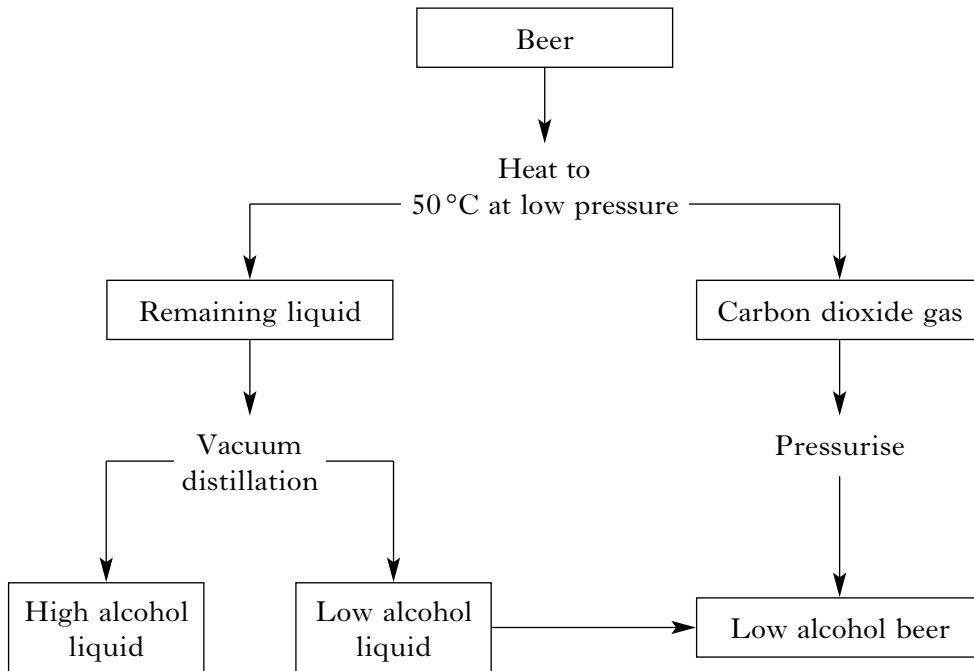 Beer
Heat to
50 °C at low pressure
Remaining liquid
Carbon dioxide gas
Vacuum
distillation
Pressurise
High alcohol
liquid
Low alcohol
liquid
Low alcohol beer